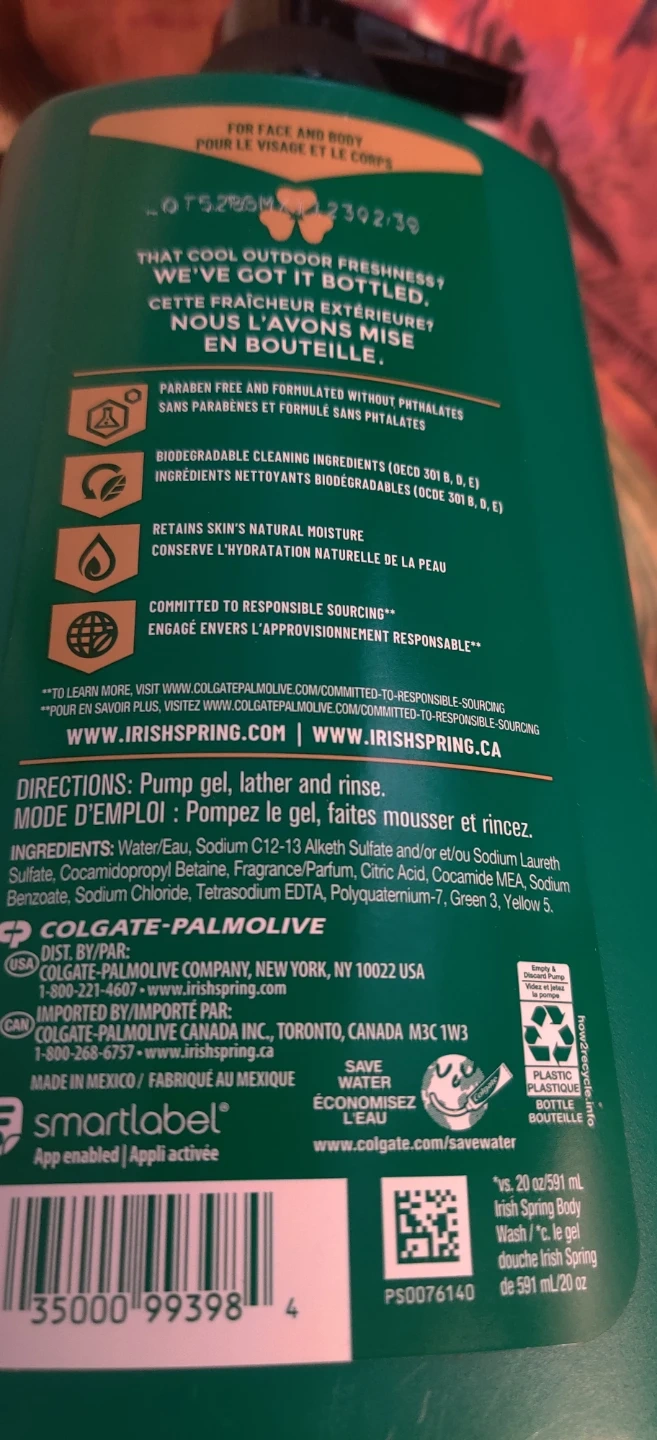 FOR FACE AND BODY
POUR LE VISAGE ET LE CORPS
THAT COOL OUTDOOR FRESHNESS?
WE'VE GOT IT BOTTLED.
CETTE FRAÎCHEUR EXTÉRIEURE?
NOUS L'AVONS MISE
EN BOUTEILLE.
PARABEN FREE AND FORMULATED WITHOUT PHTHALATES
SANS PARABÈNES ET FORMULÉ SANS PHTALATES
BIODEGRADABLE CLEANING INGREDIENTS (OECD 301 B, D, E)
INGRÉDIENTS NETTOYANTS BIODÉGRADABLES (OCDE 301 B, D, E)
RETAINS SKIN'S NATURAL MOISTURE
CONSERVE L'HYDRATATION NATURELLE DE LA PEAU
COMMITTED TO RESPONSIBLE SOURCING**
ENGAGÉ ENVERS L'APPROVISIONNEMENT RESPONSABLE**
**TO LEARN MORE, VISIT WWW.COLGATEPALMOLIVE.COM/COMMITTED-TO-RESPONSIBLE-SOURCING
**POUR EN SAVOIR PLUS, VISITEZ WWW.COLGATEPALMOLIVE.COM/COMMITTED-TO-RESPONSIBLE-SOURCING
WWW.IRISHSPRING.COM | WWW.IRISHSPRING.CA
DIRECTIONS: Pump gel, lather and rinse.
MODE D'EMPLOI : Pompez le gel, faites mousser et rincez.
INGREDIENTS: Water/Eau, Sodium C12-13 Alketh Sulfate and/or et/ou Sodium Laureth
Sulfate, Cocamidopropyl Betaine, Fragrance/Parfum, Citric Acid, Cocamide MEA, Sodium
Benzoate, Sodium Chloride, Tetrasodium EDTA, Polyquaternium-7, Green 3, Yellow 5.
CP COLGATE-PALMOLIVE
USA DIST. BY/PAR:
COLGATE-PALMOLIVE COMPANY, NEW YORK, NY 10022 USA
1-800-221-4607 • www.irishspring.com
CAN IMPORTED BY/IMPORTÉ PAR:
COLGATE-PALMOLIVE CANADA INC., TORONTO, CANADA M3C 1W3
1-800-268-6757 • www.irishspring.ca
MADE IN MEXICO / FABRIQUÉ AU MEXIQUE
smartlabel®
App enabled | Appli activée
SAVE
WATER
ÉCONOMISEZ
L'EAU
Colgate
www.colgate.com/savewater
Empty &
Discard Pump
Videz et jetez
la pompe
PLASTIC
PLASTIQUE
BOTTLE
BOUTEILLE
how2recycle.info
35000 99398 4
PS0076140
*vs. 20 oz/591 mL
Irish Spring Body
Wash / *c. le gel
douche Irish Spring
de 591 mL/20 oz